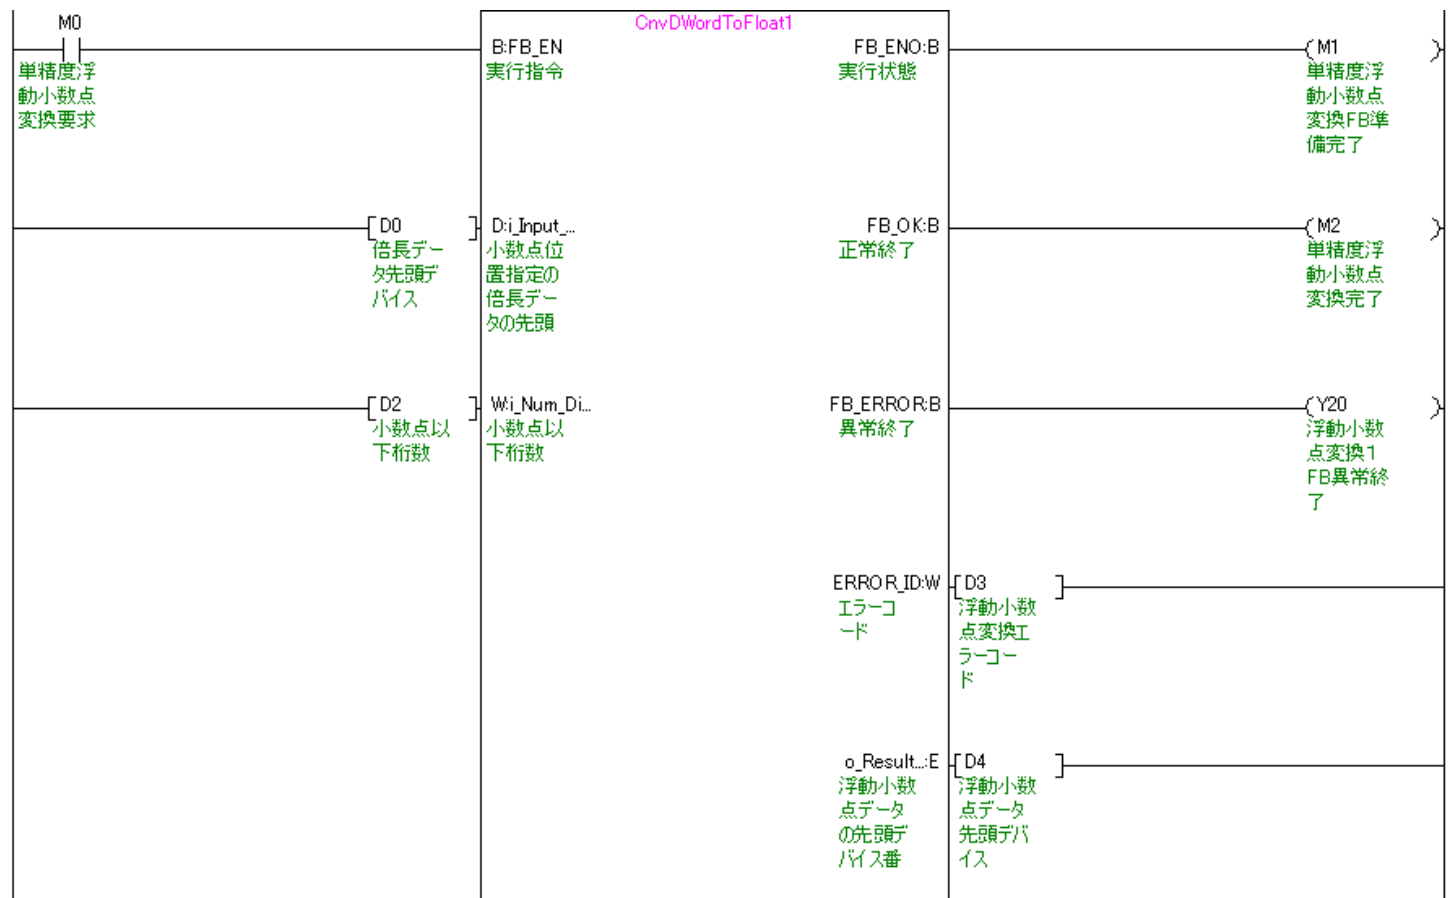 CnvDWordToFloat1
M0
単精度浮
動小数点
変換要求
B:FB_EN
実行指令
FB_ENO:B
実行状態
M1
単精度浮
動小数点
変換FB準
備完了
D0
倍長デー
タ先頭デ
バイス
D:i_Input_...
小数点位
置指定の
倍長デー
タの先頭
FB_OK:B
正常終了
M2
単精度浮
動小数点
変換完了
D2
小数点以
下桁数
W:i_Num_Di...
小数点以
下桁数
FB_ERROR:B
異常終了
Y20
浮動小数
点変換1
FB異常終
了
ERROR_ID:W
エラーコ
ード
D3
浮動小数
点変換エ
ラーコー
ド
o_Result...:E
浮動小数
点データ
の先頭デ
バイス番
D4
浮動小数
点データ
先頭デバ
イス